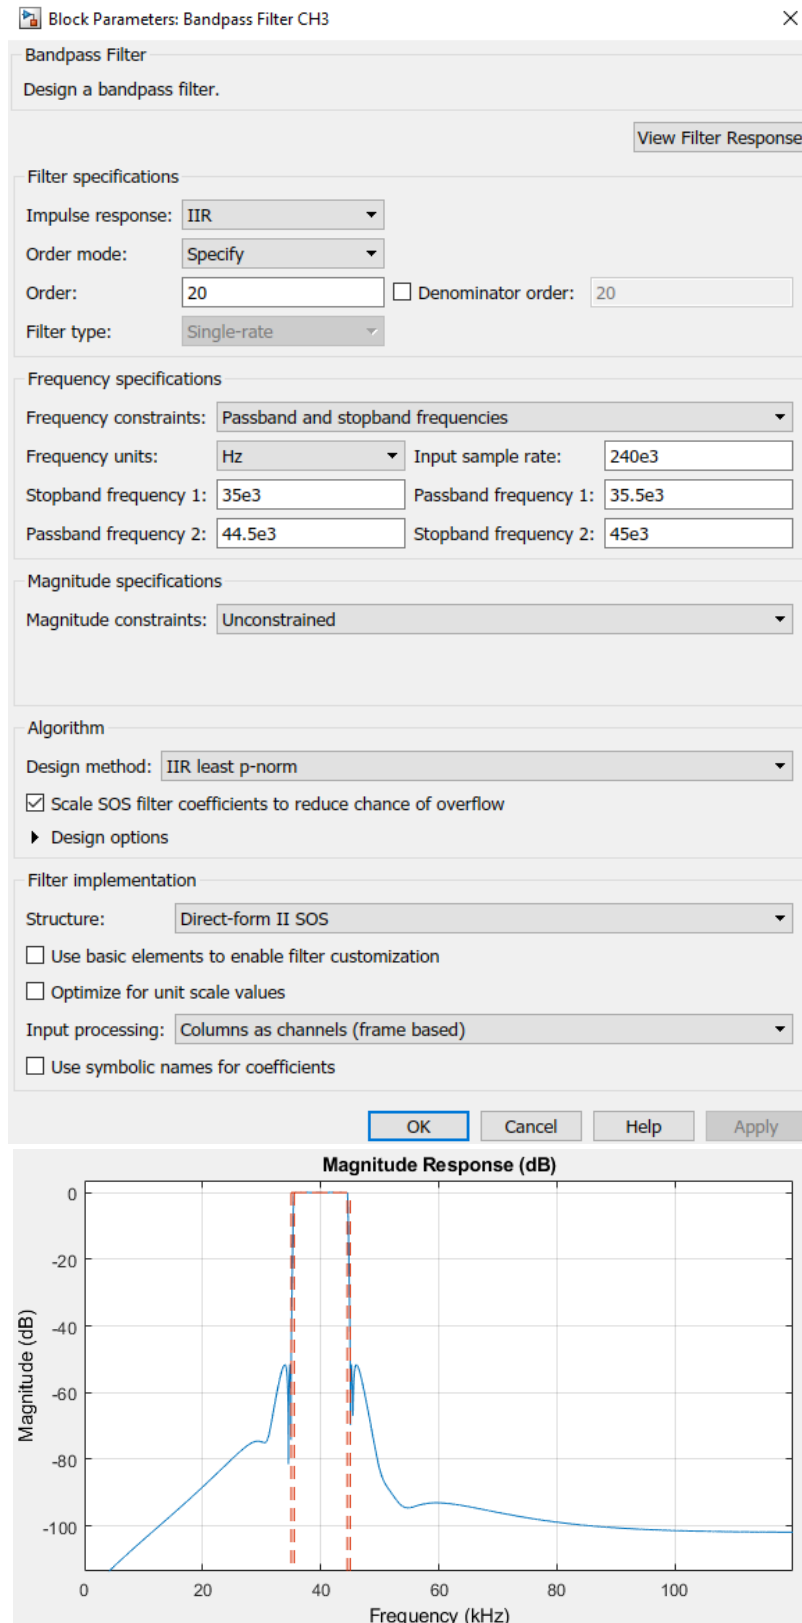 Block Parameters: Bandpass Filter CH3
Bandpass Filter
Design a bandpass filter.
View Filter Response
Filter specifications
Impulse response: IIR
Order mode: Specify
Order: 20 Denominator order: 20
Filter type: Single-rate
Frequency specifications
Frequency constraints: Passband and stopband frequencies
Frequency units: Hz Input sample rate: 240e3
Stopband frequency 1: 35e3 Passband frequency 1: 35.5e3
Passband frequency 2: 44.5e3 Stopband frequency 2: 45e3
Magnitude specifications
Magnitude constraints: Unconstrained
Algorithm
Design method: IIR least p-norm
Scale SOS filter coefficients to reduce chance of overflow
Design options
Filter implementation
Structure: Direct-form II SOS
Use basic elements to enable filter customization
Optimize for unit scale values
Input processing: Columns as channels (frame based)
Use symbolic names for coefficients
OK Cancel Help Apply
Magnitude Response (dB)
Magnitude (dB)
0
-20
-40
-60
-80
-100
0 20 40 60 80 100
Frequency (kHz)